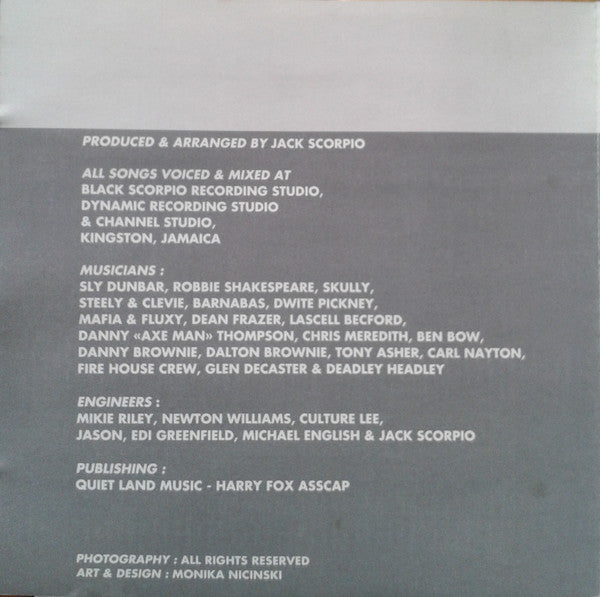 PRODUCED & ARRANGED BY JACK SCORPIO
ALL SONGS VOICED & MIXED AT
BLACK SCORPIO RECORDING STUDIO,
DYNAMIC RECORDING STUDIO
& CHANNEL STUDIO,
KINGSTON, JAMAICA
MUSICIANS :
SLY DUNBAR, ROBBIE SHAKESPEARE, SKULLY,
STEELY & CLEVIE, BARNABAS, DWITE PICKNEY,
MAFIA & FLUXY, DEAN FRAZER, LASCELL BECFORD,
DANNY «AXE MAN» THOMPSON, CHRIS MEREDITH, BEN BOW,
DANNY BROWNIE, DALTON BROWNIE, TONY ASHER, CARL NAYTON,
FIRE HOUSE CREW, GLEN DECASTER & DEADLEY HEADLEY
ENGINEERS :
MIKIE RILEY, NEWTON WILLIAMS, CULTURE LEE,
JASON, EDI GREENFIELD, MICHAEL ENGLISH & JACK SCORPIO
PUBLISHING :
QUIET LAND MUSIC - HARRY FOX ASSCAP
PHOTOGRAPHY : ALL RIGHTS RESERVED
ART & DESIGN : MONIKA NICINSKI